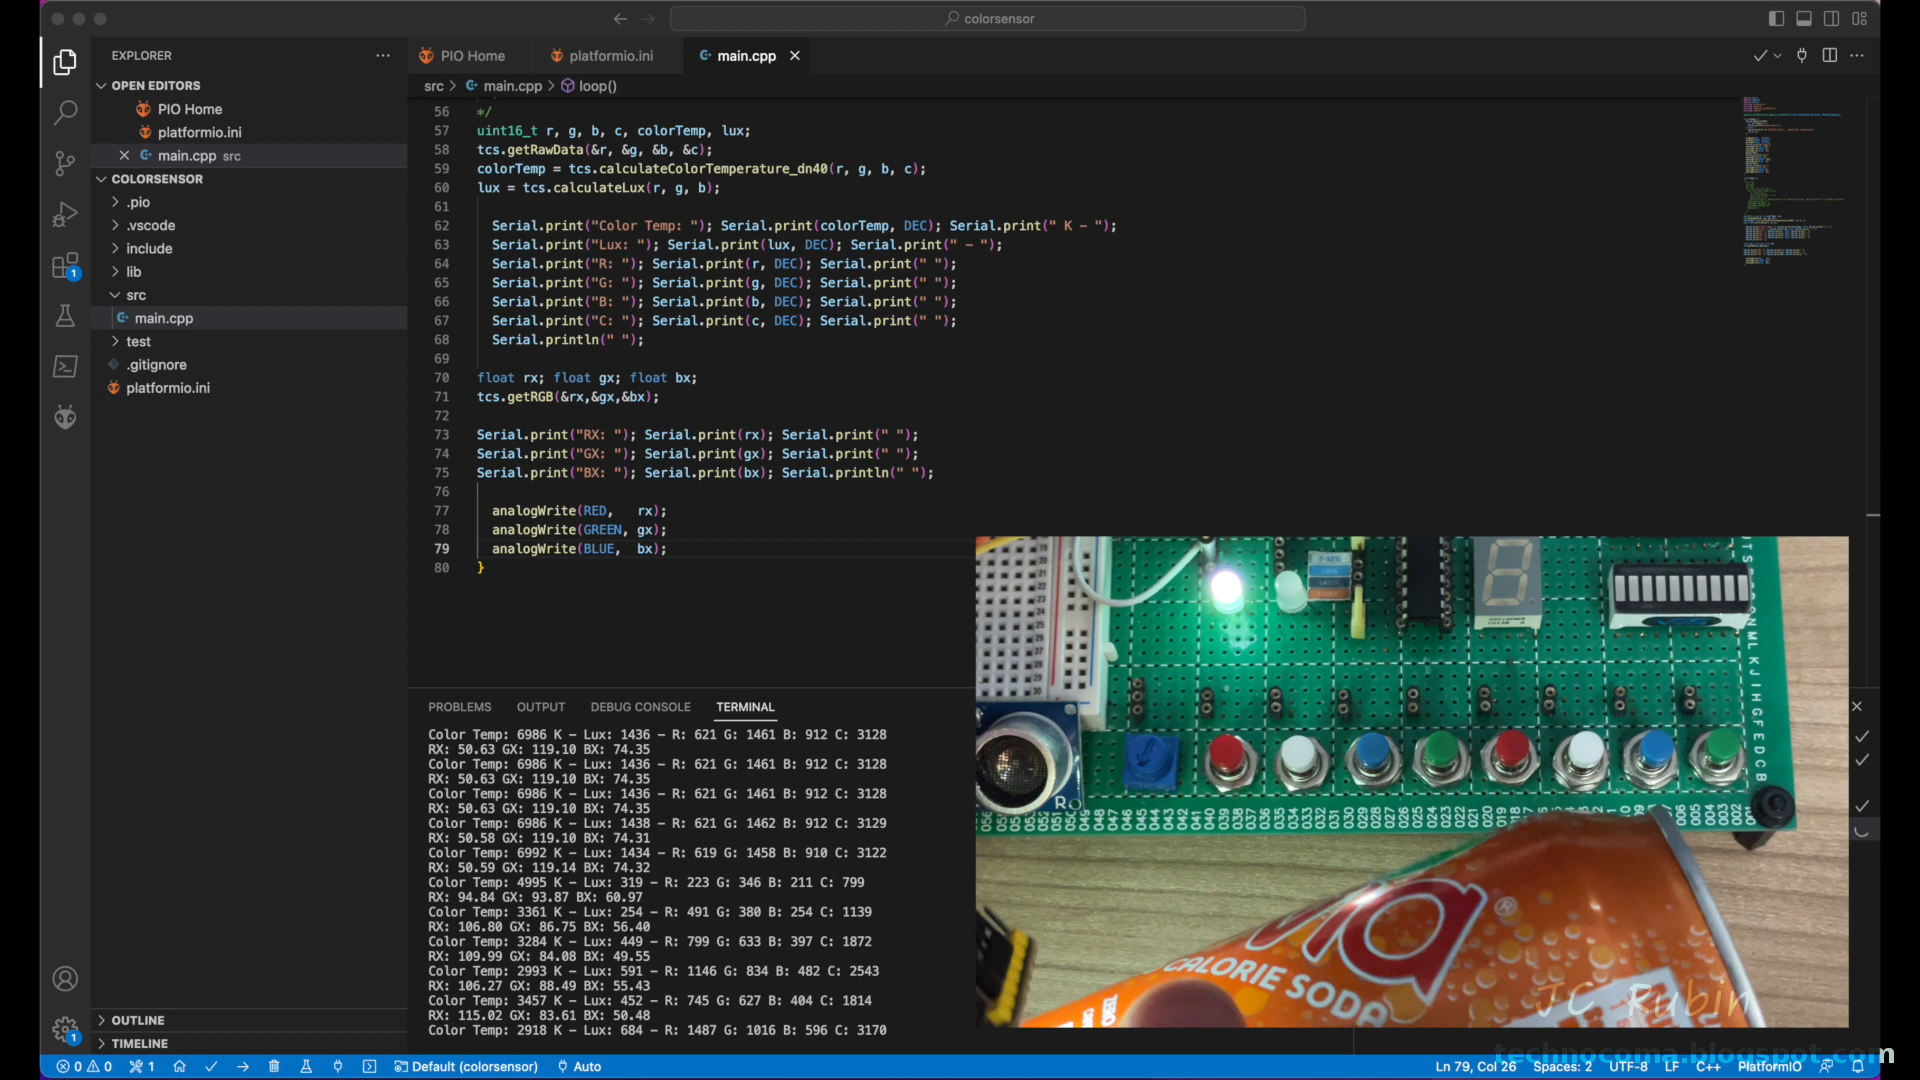 colorsensor
EXPLORER
PIO Home
platformio.ini
main.cpp
OPEN EDITORS
src > main.cpp > loop()
PIO Home
platformio.ini
main.cpp src
COLORSENSOR
.pio
.vscode
include
lib
src
main.cpp
test
.gitignore
platformio.ini
OUTLINE
TIMELINE
56 */
57 uint16_t r, g, b, c, colorTemp, lux;
58 tcs.getRawData(&r, &g, &b, &c);
59 colorTemp = tcs.calculateColorTemperature_dn40(r, g, b, c);
60 lux = tcs.calculateLux(r, g, b);
61
62 Serial.print("Color Temp: "); Serial.print(colorTemp, DEC); Serial.print(" K - ");
63 Serial.print("Lux: "); Serial.print(lux, DEC); Serial.print(" - ");
64 Serial.print("R: "); Serial.print(r, DEC); Serial.print(" ");
65 Serial.print("G: "); Serial.print(g, DEC); Serial.print(" ");
66 Serial.print("B: "); Serial.print(b, DEC); Serial.print(" ");
67 Serial.print("C: "); Serial.print(c, DEC); Serial.print(" ");
68 Serial.println(" ");
69
70 float rx; float gx; float bx;
71 tcs.getRGB(&rx,&gx,&bx);
72
73 Serial.print("RX: "); Serial.print(rx); Serial.print(" ");
74 Serial.print("GX: "); Serial.print(gx); Serial.print(" ");
75 Serial.print("BX: "); Serial.print(bx); Serial.println(" ");
76
77 analogWrite(RED, rx);
78 analogWrite(GREEN, gx);
79 analogWrite(BLUE, bx);
80 }
PROBLEMS OUTPUT DEBUG CONSOLE TERMINAL
Color Temp: 6986 K - Lux: 1436 - R: 621 G: 1461 B: 912 C: 3128
RX: 50.63 GX: 119.10 BX: 74.35
Color Temp: 6986 K - Lux: 1436 - R: 621 G: 1461 B: 912 C: 3128
RX: 50.63 GX: 119.10 BX: 74.35
Color Temp: 6986 K - Lux: 1436 - R: 621 G: 1461 B: 912 C: 3128
RX: 50.63 GX: 119.10 BX: 74.35
Color Temp: 6986 K - Lux: 1438 - R: 621 G: 1462 B: 912 C: 3129
RX: 50.58 GX: 119.10 BX: 74.31
Color Temp: 6992 K - Lux: 1434 - R: 619 G: 1458 B: 910 C: 3122
RX: 50.59 GX: 119.14 BX: 74.32
Color Temp: 4995 K - Lux: 319 - R: 223 G: 346 B: 211 C: 799
RX: 94.84 GX: 93.87 BX: 60.97
Color Temp: 3361 K - Lux: 254 - R: 491 G: 380 B: 254 C: 1139
RX: 106.80 GX: 86.75 BX: 56.40
Color Temp: 3284 K - Lux: 449 - R: 799 G: 633 B: 397 C: 1872
RX: 109.99 GX: 84.08 BX: 49.55
Color Temp: 2993 K - Lux: 591 - R: 1146 G: 834 B: 482 C: 2543
RX: 106.27 GX: 88.49 BX: 55.43
Color Temp: 3457 K - Lux: 452 - R: 745 G: 627 B: 404 C: 1814
RX: 115.02 GX: 83.61 BX: 50.48
Color Temp: 2918 K - Lux: 684 - R: 1487 G: 1016 B: 596 C: 3170
7-SEG
CALORIE SODA
ZERO
JC Rubin
technocoma.blogspot.com
0 0 1 Default (colorsensor) Auto
Ln 79, Col 26 Spaces: 2 UTF-8 LF C++ PlatformIO